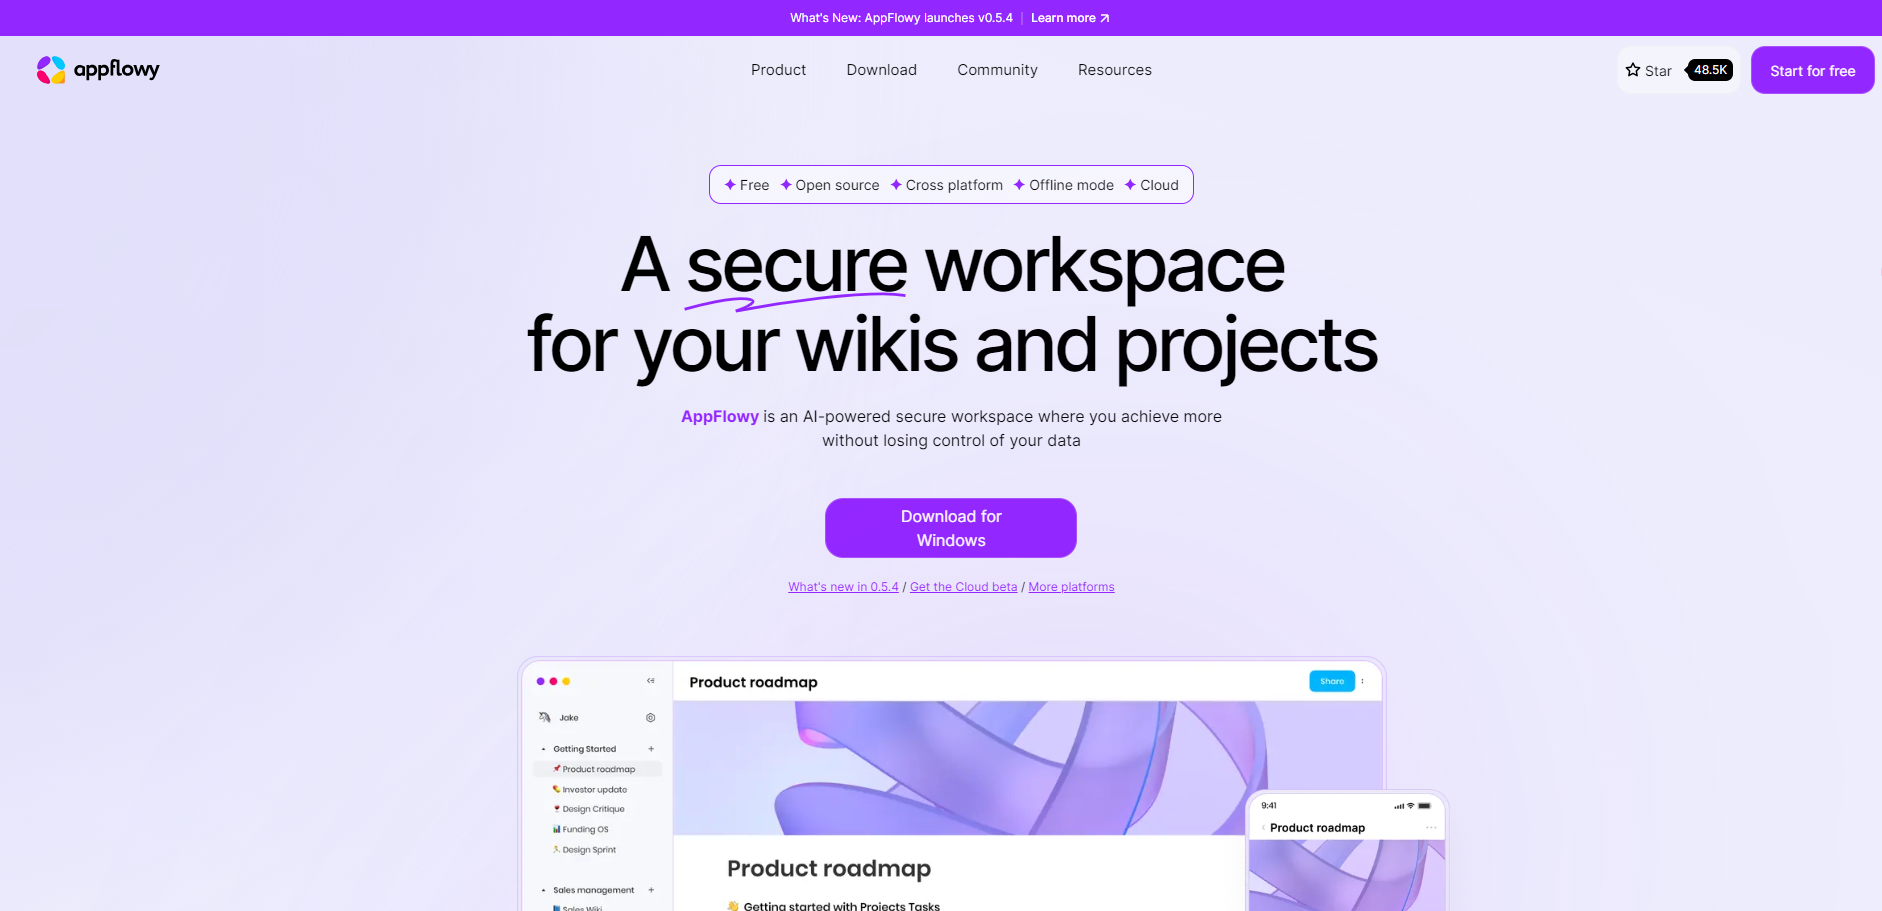 What's New: AppFlowy launches v0.5.4 | Learn more
appflowy
Product Download Community Resources
Star 48.5K
Start for free
Free Open source Cross platform Offline mode Cloud
A secure workspace
for your wikis and projects
AppFlowy is an AI-powered secure workspace where you achieve more
without losing control of your data
Download for
Windows
What's new in 0.5.4 / Get the Cloud beta / More platforms
Product roadmap
Share
Jake
Getting Started
Product roadmap
Investor update
Design Critique
Funding OS
Design Sprint
Sales management
Sales Wiki
Product roadmap
Getting started with Projects Tasks
9:41
Product roadmap